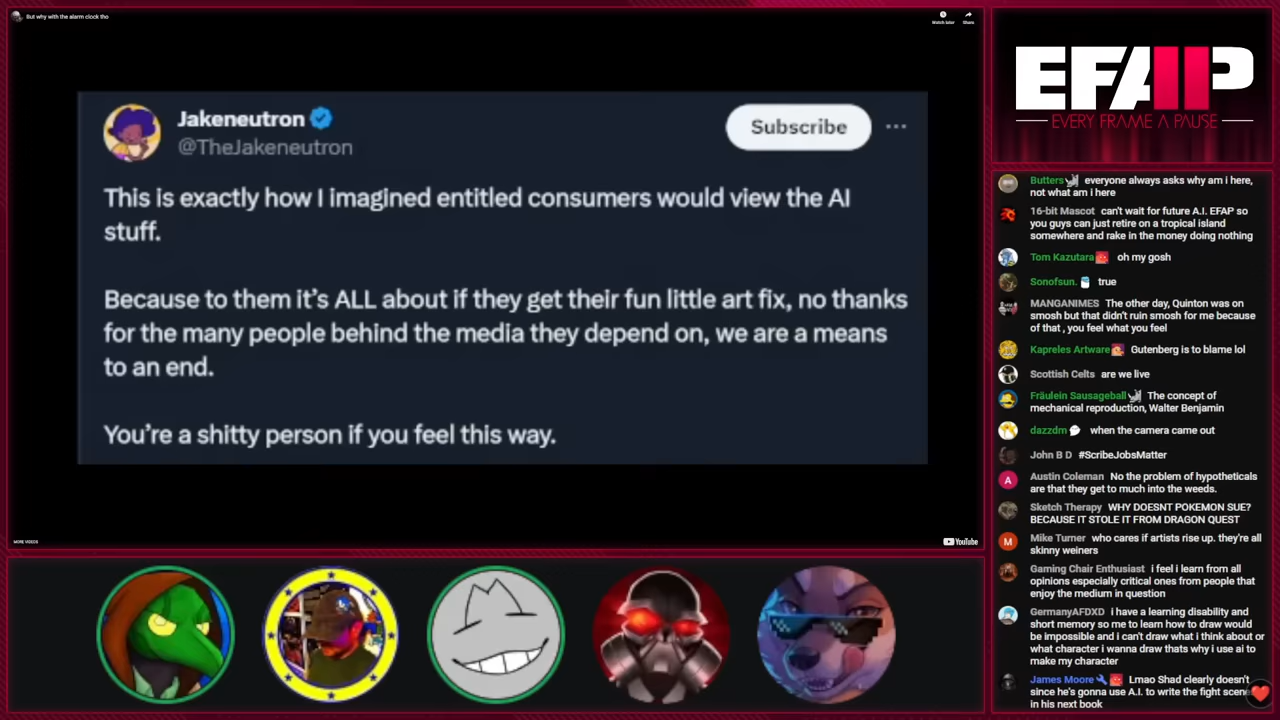 But why with the alarm clock tho
Watch later
Share
Jakeneutron
@TheJakeneutron
Subscribe
This is exactly how I imagined entitled consumers would view the AI
stuff.
Because to them it's ALL about if they get their fun little art fix, no thanks
for the many people behind the media they depend on, we are a means
to an end.
You're a shitty person if you feel this way.
MORE VIDEOS
YouTube
EFAP
EVERY FRAME A PAUSE
Butters everyone always asks why am i here,
not what am i here
16-bit Mascot can't wait for future A.I. EFAP so
you guys can just retire on a tropical island
somewhere and rake in the money doing nothing
Tom Kazutara oh my gosh
Sonofsun. true
MANGANIMES The other day, Quinton was on
smosh but that didn't ruin smosh for me because
of that , you feel what you feel
Kapreles Artware Gutenberg is to blame lol
Scottish Celts are we live
Fräulein Sausageball The concept of
mechanical reproduction, Walter Benjamin
dazzdm when the camera came out
John B D #ScribeJobsMatter
A
Austin Coleman No the problem of hypotheticals
are that they get to much into the weeds.
Sketch Therapy WHY DOESNT POKEMON SUE?
BECAUSE IT STOLE IT FROM DRAGON QUEST
M
Mike Turner who cares if artists rise up. they're all
skinny weiners
Gaming Chair Enthusiast i feel i learn from all
opinions especially critical ones from people that
enjoy the medium in question
GermanyAFDXD i have a learning disability and
short memory so me to learn how to draw would
be impossible and i can't draw what i think about or
what character i wanna draw thats why i use ai to
make my character
James Moore Lmao Shad clearly doesn't
since he's gonna use A.I. to write the fight scene
in his next book